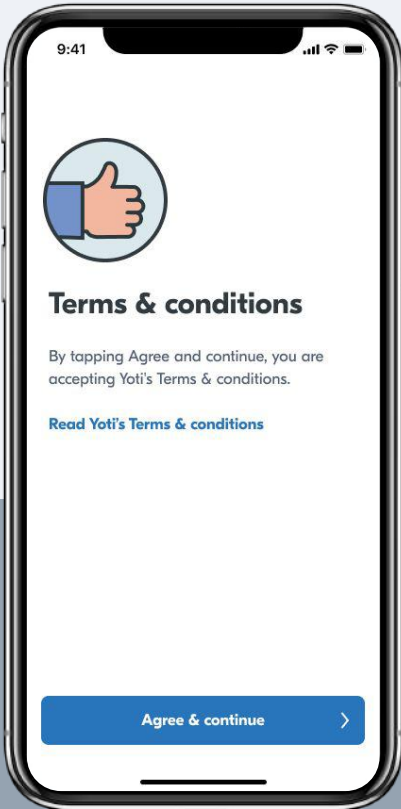 9:41
Terms & conditions
By tapping Agree and continue, you are
accepting Yoti's Terms & conditions.
Read Yoti's Terms & conditions
Agree & continue